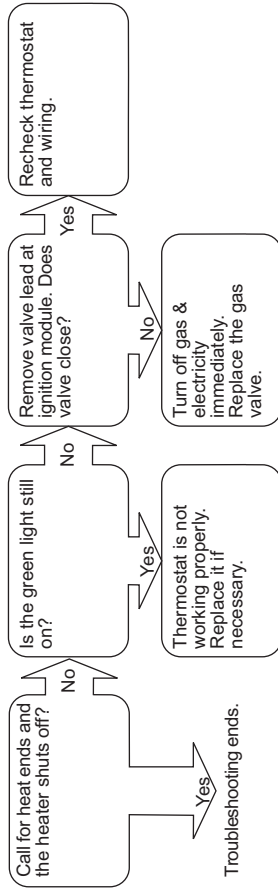 Call for heat ends and
the heater shuts off?
No
Yes
Troubleshooting ends.
Is the green light still
on?
No
Yes
Thermostat is not
working properly.
Replace it if
necessary.
Remove valve lead at
ignition module. Does
valve close?
Yes
No
Turn off gas &
electricity
immediately.
Replace the gas
valve.
Recheck thermostat
and wiring.